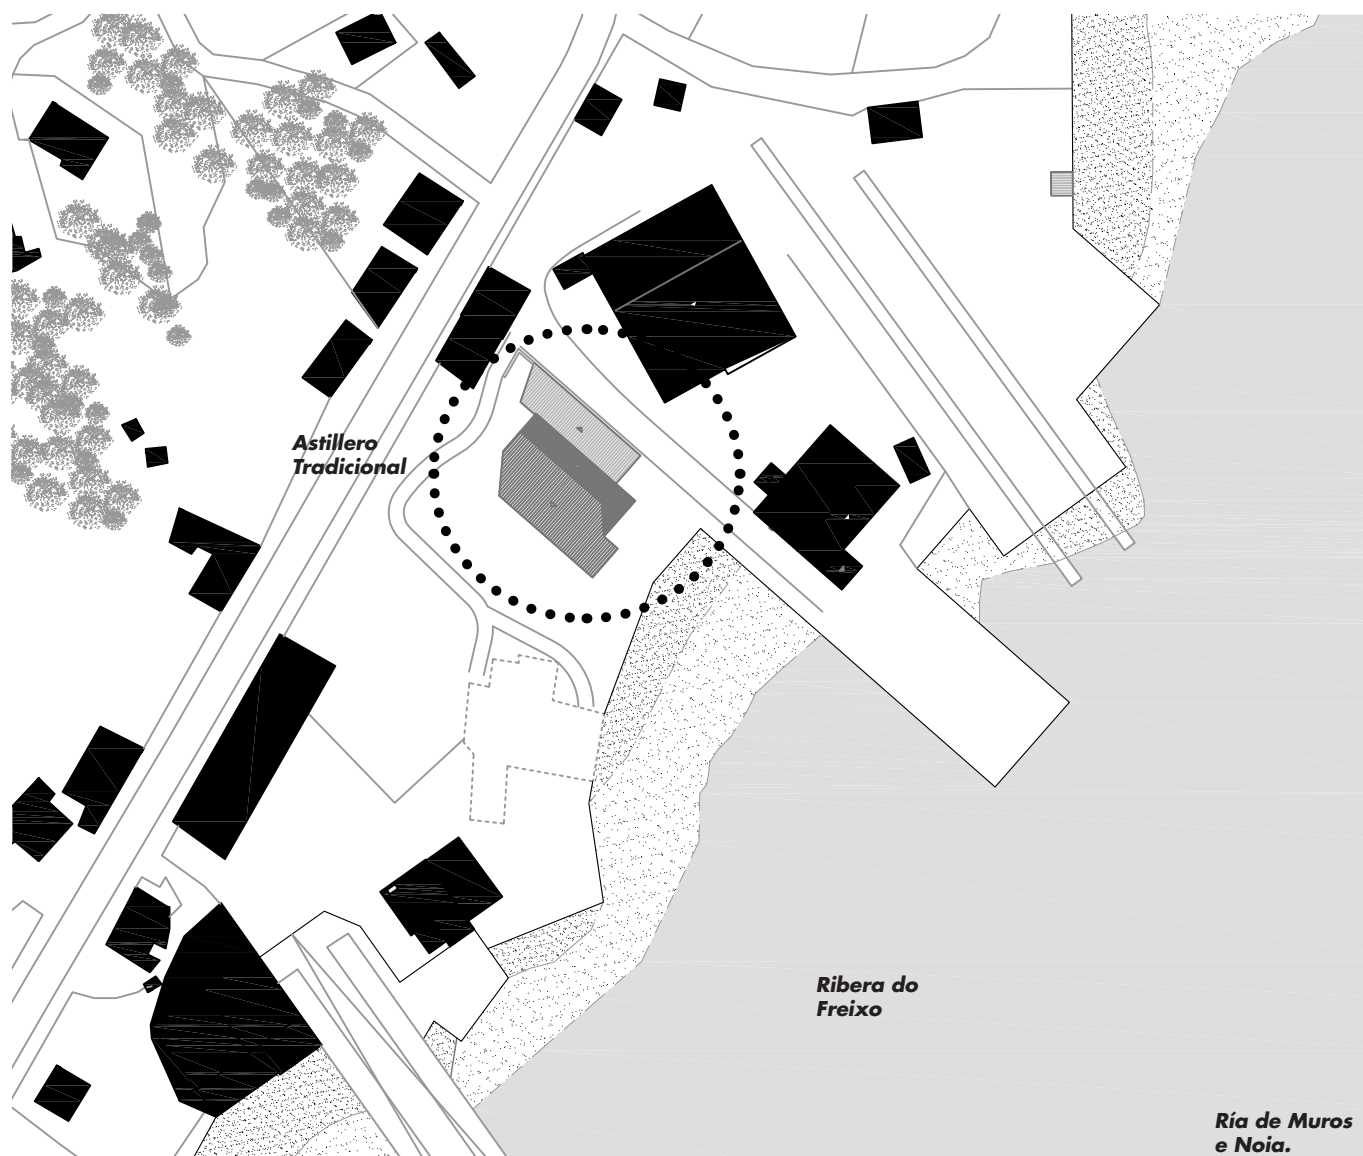 Astillero
Tradicional
Ribera do
Freixo
Ría de Muros
e Noia.